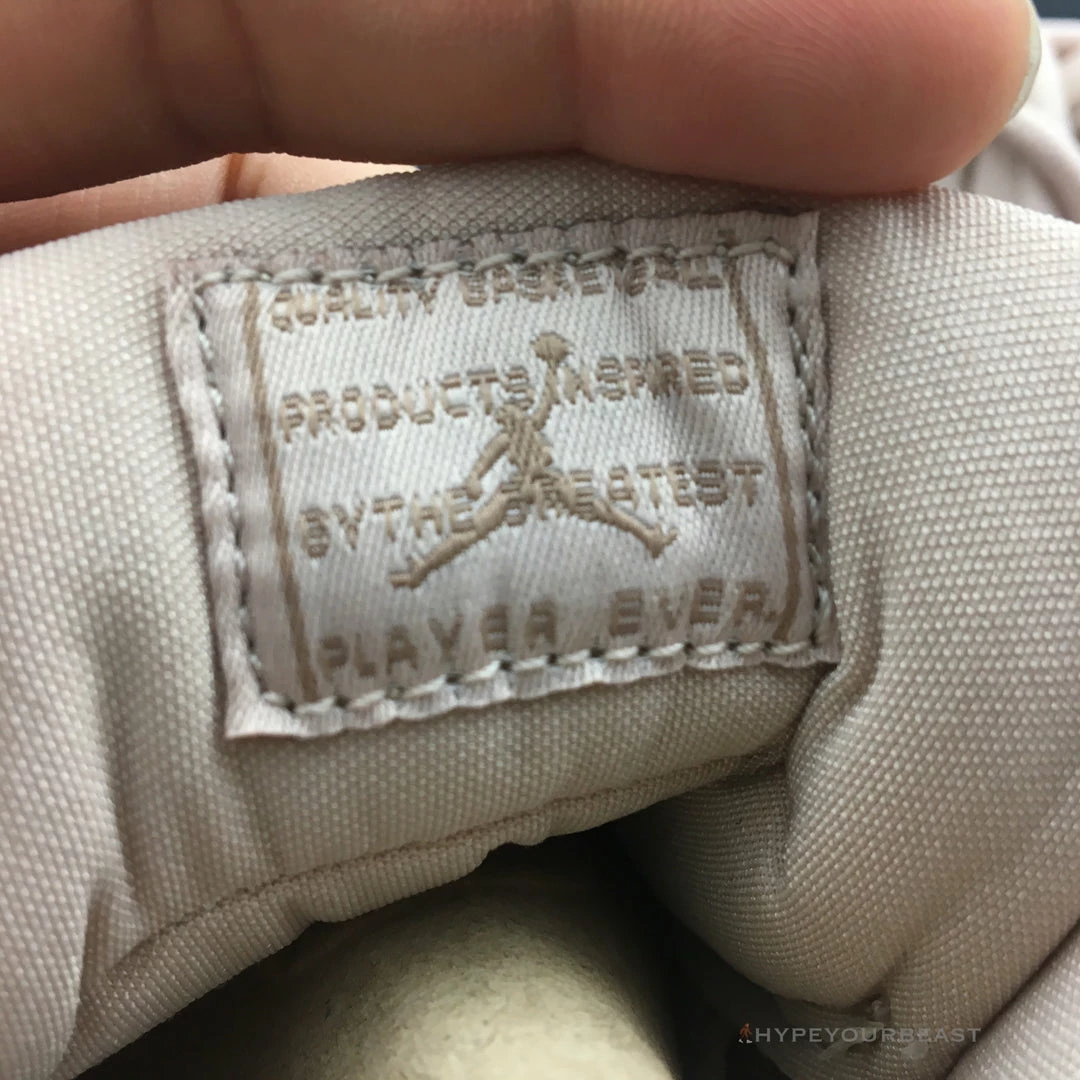 QUALITY BASKETBALL
PRODUCTS INSPIRED
BY THE GREATEST
PLAYER EVER.
HYPEYOURBEAST